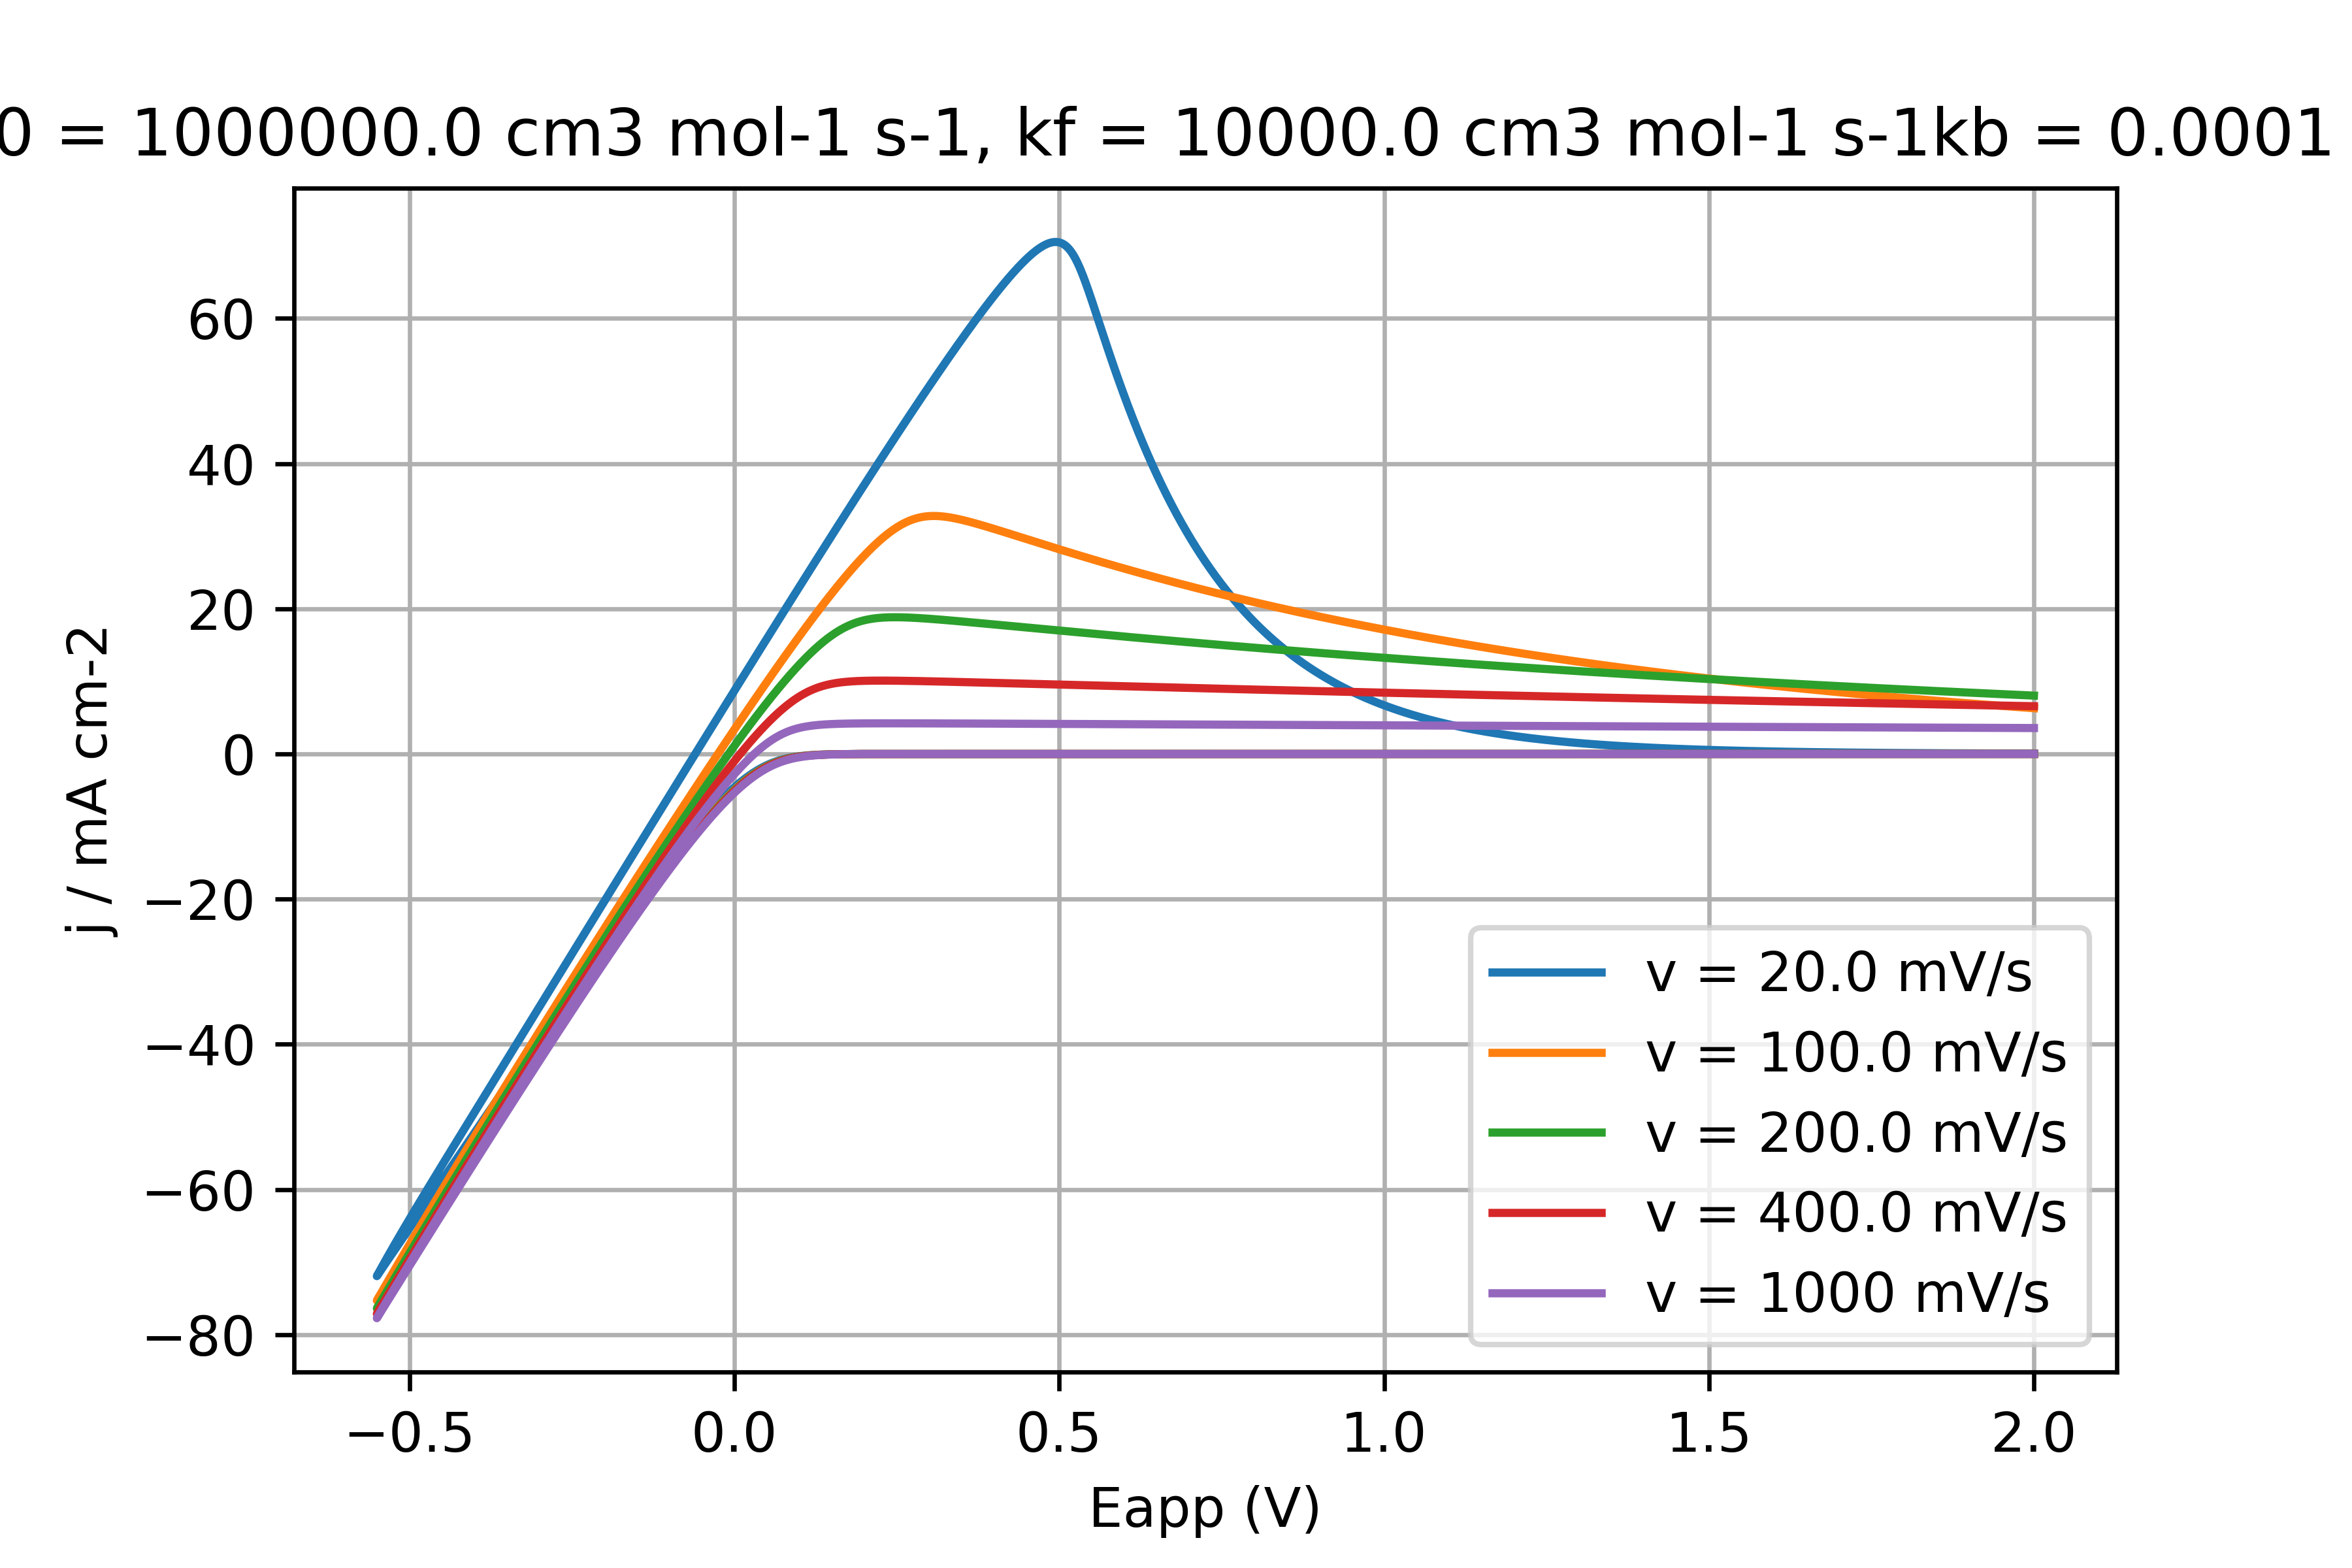 0 = 1000000.0 cm3 mol-1 s-1, kf = 10000.0 cm3 mol-1 s-1kb = 0.0001
j / mA cm-2
60
40
20
0
−20
−40
−60
−80
v = 20.0 mV/s
v = 100.0 mV/s
v = 200.0 mV/s
v = 400.0 mV/s
v = 1000 mV/s
−0.5 0.0 0.5 1.0 1.5 2.0
Eapp (V)